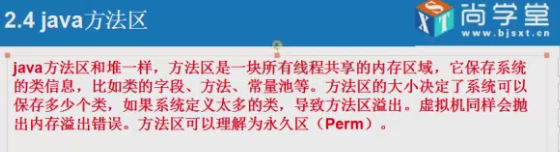 2.4 java方法区
尚学堂
www.bjsxt.cn
java方法区和堆一样，方法区是一块所有线程共享的内存区域，它保存系统
的类信息，比如类的字段、方法、常量池等。方法区的大小决定了系统可以
保存多少个类，如果系统定义太多的类，导致方法区溢出。虚拟机同样会抛
出内存溢出错误。方法区可以理解为永久区（Perm）。